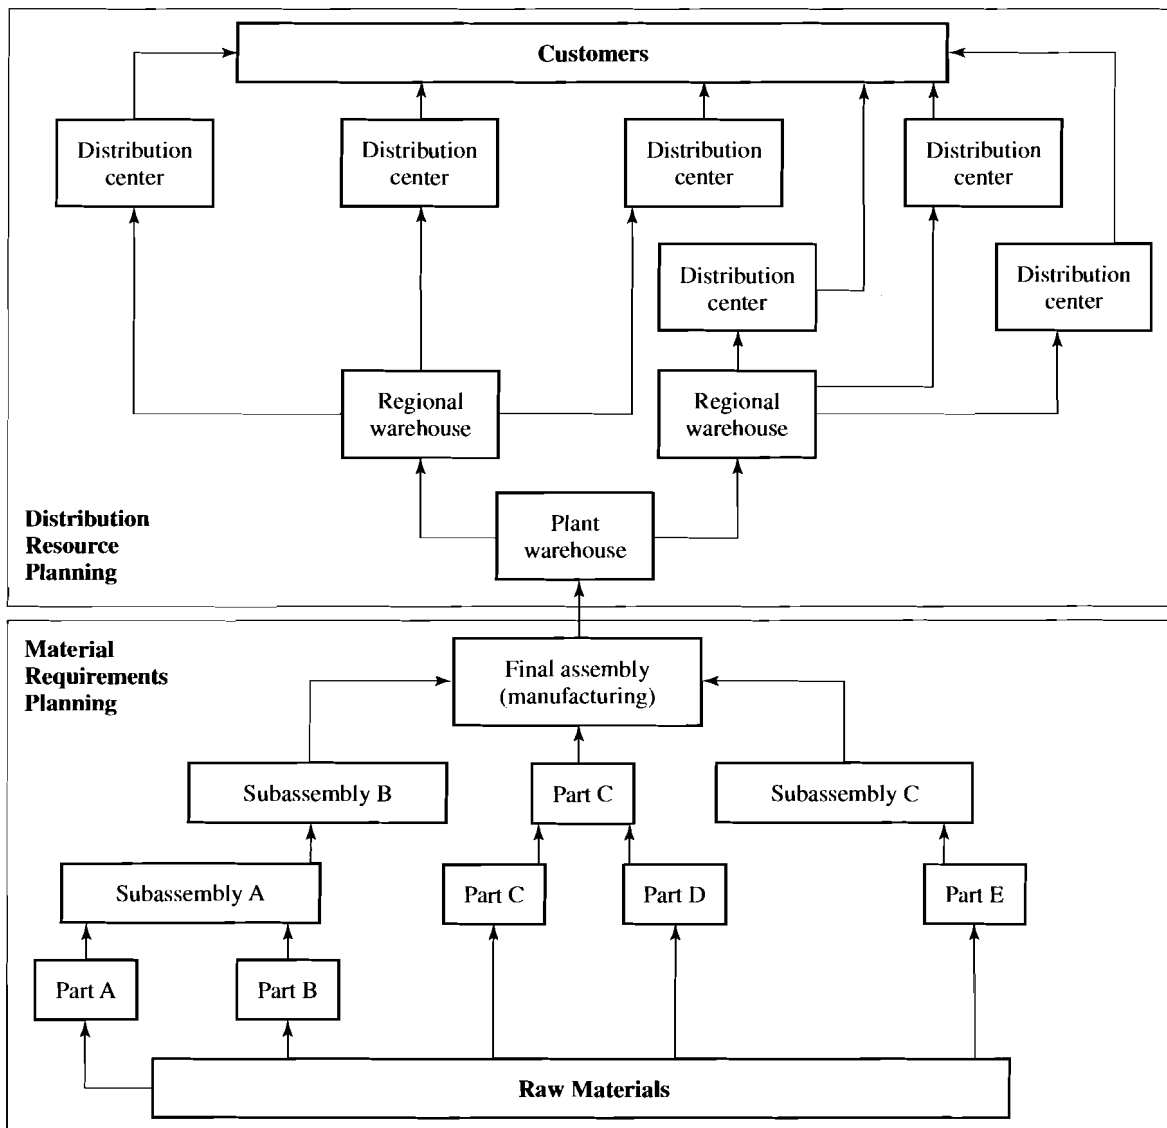 Customers
Distribution
center
Distribution
center
Distribution
center
Distribution
center
Distribution
center
Distribution
center
Regional
warehouse
Regional
warehouse
Plant
warehouse
Distribution
Resource
Planning
Material
Requirements
Planning
Final assembly
(manufacturing)
Subassembly B
Part C
Subassembly C
Subassembly A
Part C
Part D
Part E
Part A
Part B
Raw Materials